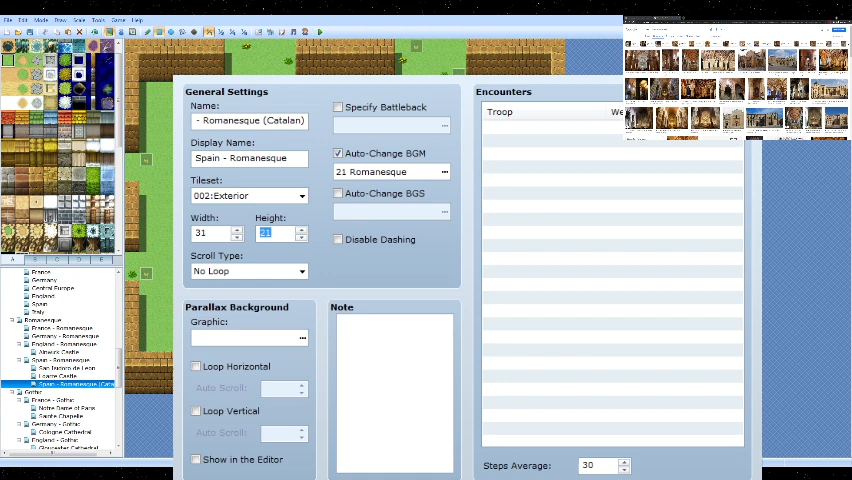 File Edit Mode Draw Scale Tools Game Help
General Settings
Name:
- Romanesque (Catalan)
Display Name:
Spain - Romanesque
Tileset:
002:Exterior
Width:
Height:
31
21
Scroll Type:
No Loop
Specify Battleback
Auto-Change BGM
21 Romanesque
Auto-Change BGS
Disable Dashing
Encounters
Troop
We
Steps Average:
30
Parallax Background
Graphic:
Loop Horizontal
Auto Scroll:
Loop Vertical
Auto Scroll:
Show in the Editor
Note
A B C D E
France
Germany
Central Europe
England
Spain
Italy
Romanesque
France - Romanesque
Germany - Romanesque
England - Romanesque
Alnwick Castle
Spain - Romanesque
San Isidoro de Leon
Loarre Castle
Spain - Romanesque (Cata
Gothic
France - Gothic
Notre Dame of Paris
Sainte Chapelle
Germany - Gothic
Cologne Cathedral
England - Gothic
Gloucester Cathedral